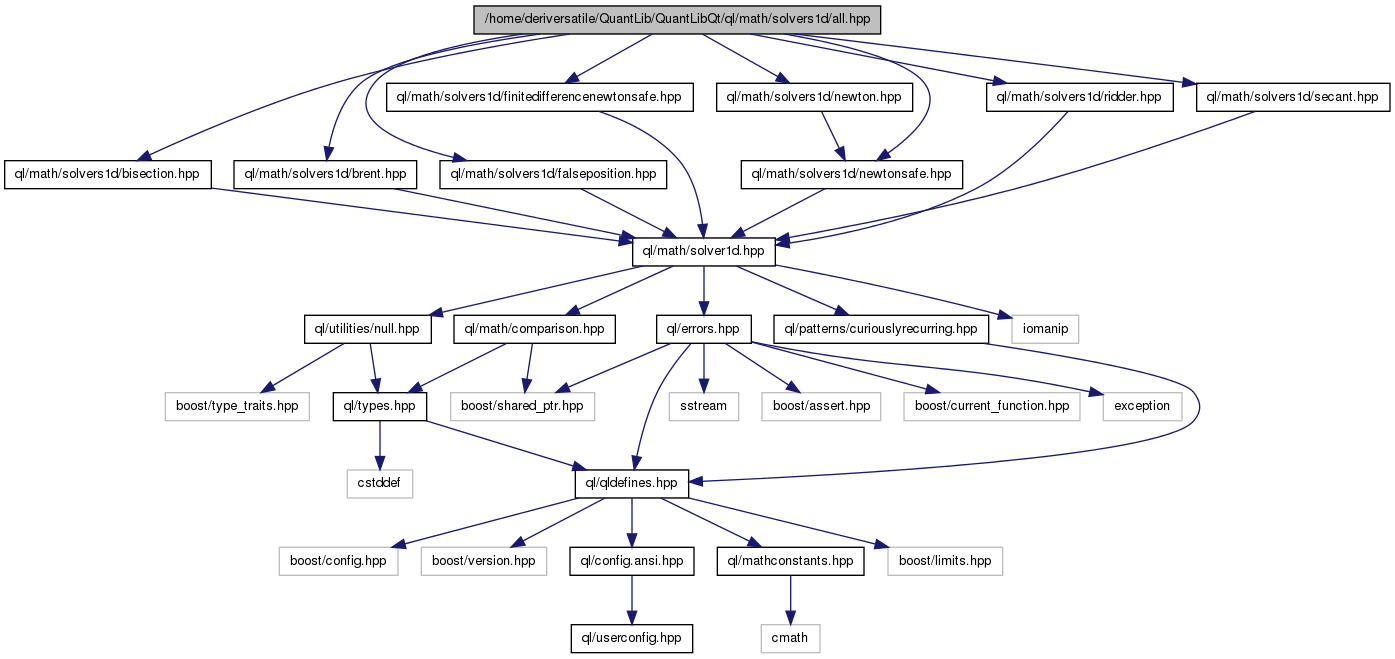 /home/deriversatile/QuantLib/QuantLibQt/ql/math/solvers1d/all.hpp
ql/math/solvers1d/finitedifferencenewtonsafe.hpp
ql/math/solvers1d/newton.hpp
ql/math/solvers1d/ridder.hpp
ql/math/solvers1d/secant.hpp
ql/math/solvers1d/bisection.hpp
ql/math/solvers1d/brent.hpp
ql/math/solvers1d/falseposition.hpp
ql/math/solvers1d/newtonsafe.hpp
ql/math/solver1d.hpp
ql/utilities/null.hpp
ql/math/comparison.hpp
ql/errors.hpp
ql/patterns/curiouslyrecurring.hpp
iomanip
boost/type_traits.hpp
ql/types.hpp
boost/shared_ptr.hpp
sstream
boost/assert.hpp
boost/current_function.hpp
exception
cstddef
ql/qldefines.hpp
boost/config.hpp
boost/version.hpp
ql/config.ansi.hpp
ql/mathconstants.hpp
boost/limits.hpp
ql/userconfig.hpp
cmath